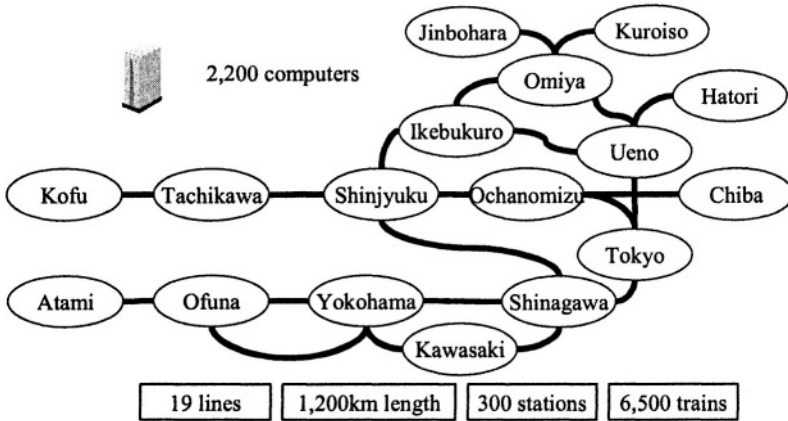 Jinbohara
Kuroiso
2,200 computers
Omiya
Hatori
Ikebukuro
Ueno
Kofu
Tachikawa
Shinjyuku
Ochanomizu
Chiba
Tokyo
Atami
Ofuna
Yokohama
Shinagawa
Kawasaki
19 lines
1,200km length
300 stations
6,500 trains